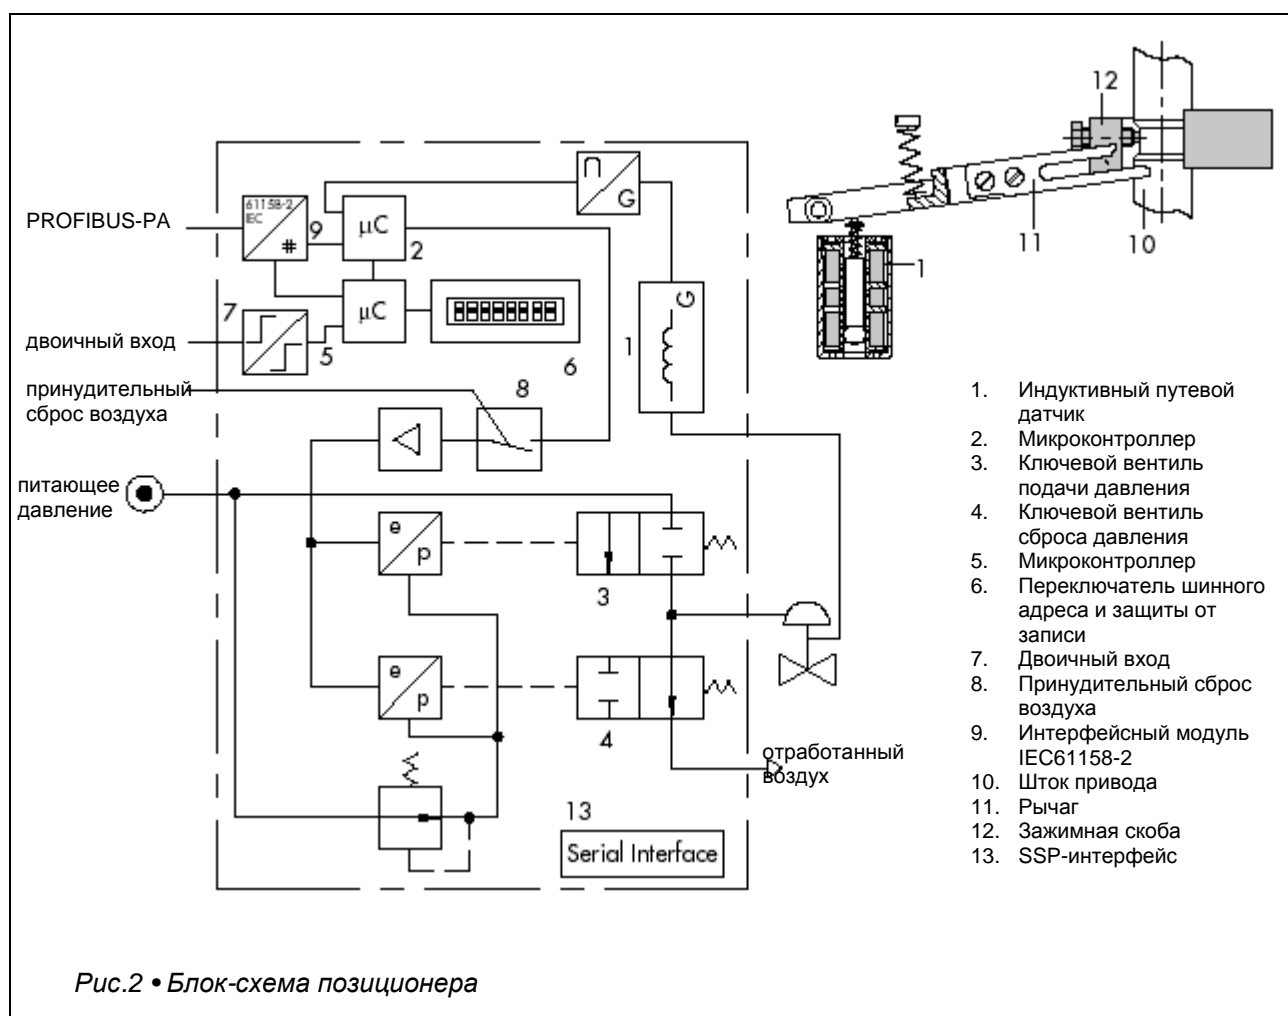 12
11
10
1
PROFIBUS-PA
61158-2
IEC
#
9
µC
2
П
G
7
двоичный вход
5
µC
6
1
G
принудительный
сброс воздуха
8
питающее
давление
e
p
3
e
p
4
отработанный
воздух
13
Serial Interface
1. Индуктивный путевой
датчик
2. Микроконтроллер
3. Ключевой вентиль
подачи давления
4. Ключевой вентиль
сброса давления
5. Микроконтроллер
6. Переключатель шинного
адреса и защиты от
записи
7. Двоичный вход
8. Принудительный сброс
воздуха
9. Интерфейсный модуль
IEC61158-2
10. Шток привода
11. Рычаг
12. Зажимная скоба
13. SSP-интерфейс
Рис.2 • Блок-схема позиционера